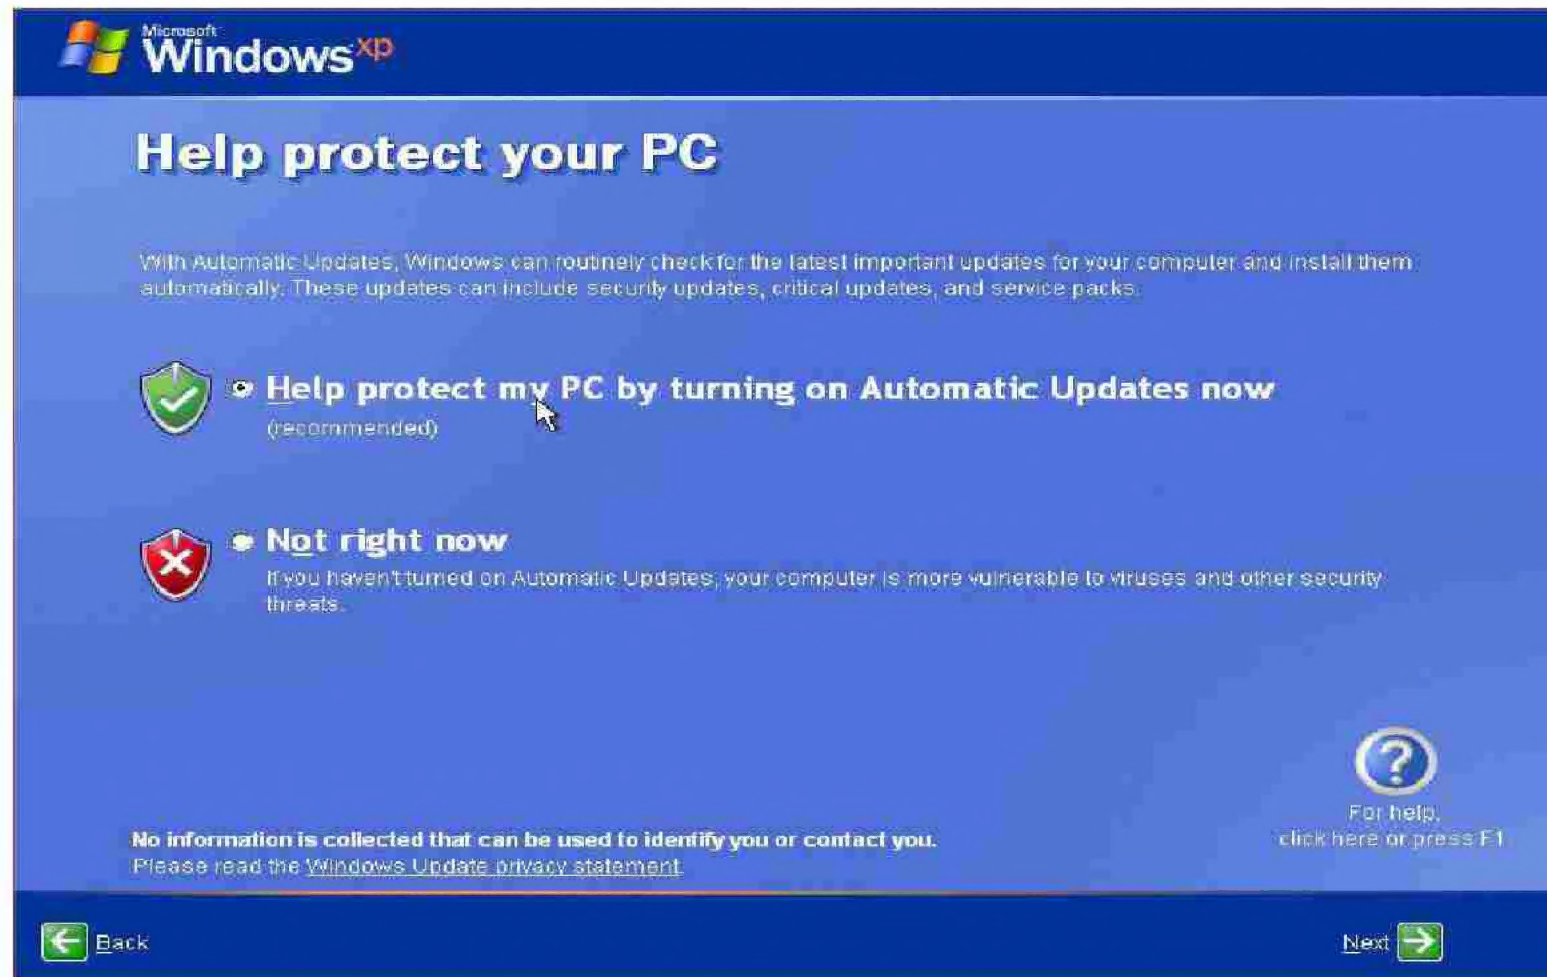 Microsoft
Windows xp
Help protect your PC
With Automatic Updates, Windows can routinely check for the latest important updates for your computer and install them
automatically. These updates can include security updates, critical updates, and service packs.
Help protect my PC by turning on Automatic Updates now
(recommended)
Not right now
If you haven't turned on Automatic Updates, your computer is more vulnerable to viruses and other security
threats.
For help,
click here or press F1
No information is collected that can be used to identify you or contact you.
Please read the Windows Update privacy statement.
Back
Next